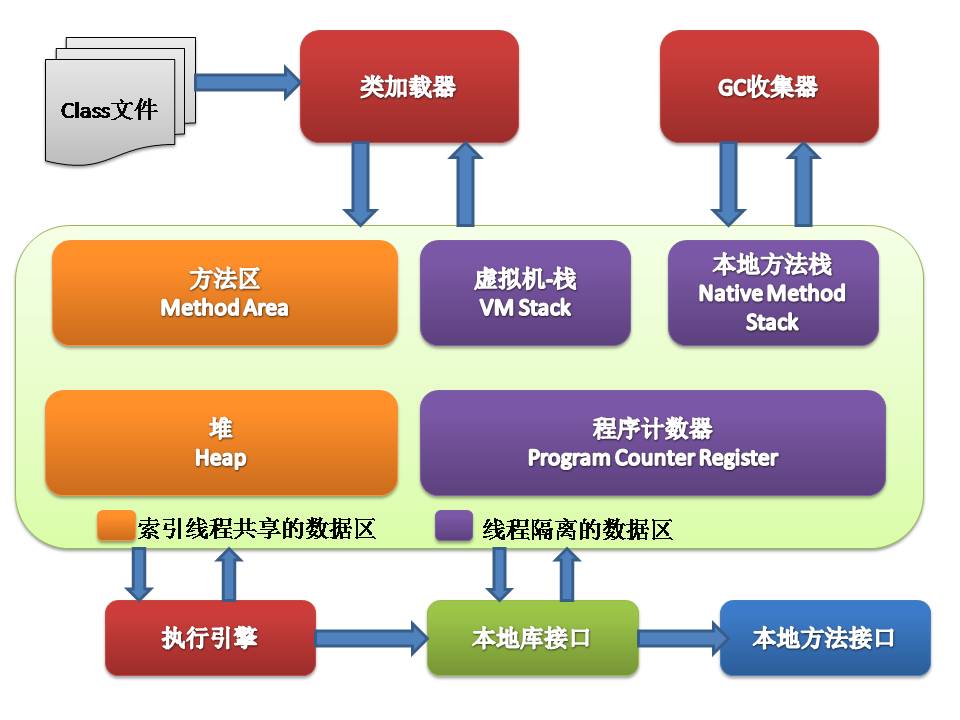 Class文件
类加载器
GC收集器
方法区
Method Area
虚拟机-栈
VM Stack
本地方法栈
Native Method
Stack
堆
Heap
程序计数器
Program Counter Register
索引线程共享的数据区
线程隔离的数据区
执行引擎
本地库接口
本地方法接口